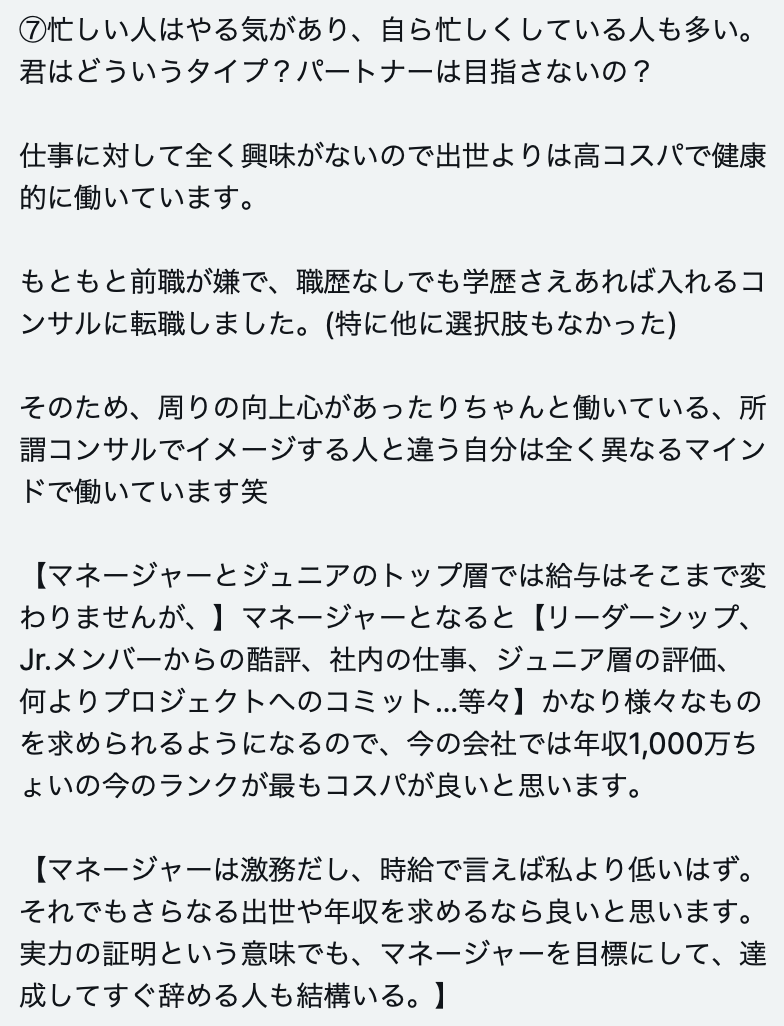 ⑦忙しい人はやる気があり、自ら忙しくしている人も多い。
君はどういうタイプ？パートナーは目指さないの？
仕事に対して全く興味がないので出世よりは高コスパで健康
的に働いています。
もともと前職が嫌で、職歴なしでも学歴さえあれば入れるコ
ンサルに転職しました。(特に他に選択肢もなかった)
そのため、周りの向上心があったりちゃんと働いている、所
謂コンサルでイメージする人と違う自分は全く異なるマイン
ドで働いています笑
【マネージャーとジュニアのトップ層では給与はそこまで変
わりませんが、】マネージャーとなると【リーダーシップ、
Jr.メンバーからの酷評、社内の仕事、ジュニア層の評価、
何よりプロジェクトへのコミット...等々】かなり様々なもの
を求められるようになるので、今の会社では年収1,000万ち
ょいの今のランクが最もコスパが良いと思います。
【マネージャーは激務だし、時給で言えば私より低いはず。
それでもさらなる出世や年収を求めるなら良いと思います。
実力の証明という意味でも、マネージャーを目標にして、達
成してすぐ辞める人も結構いる。】